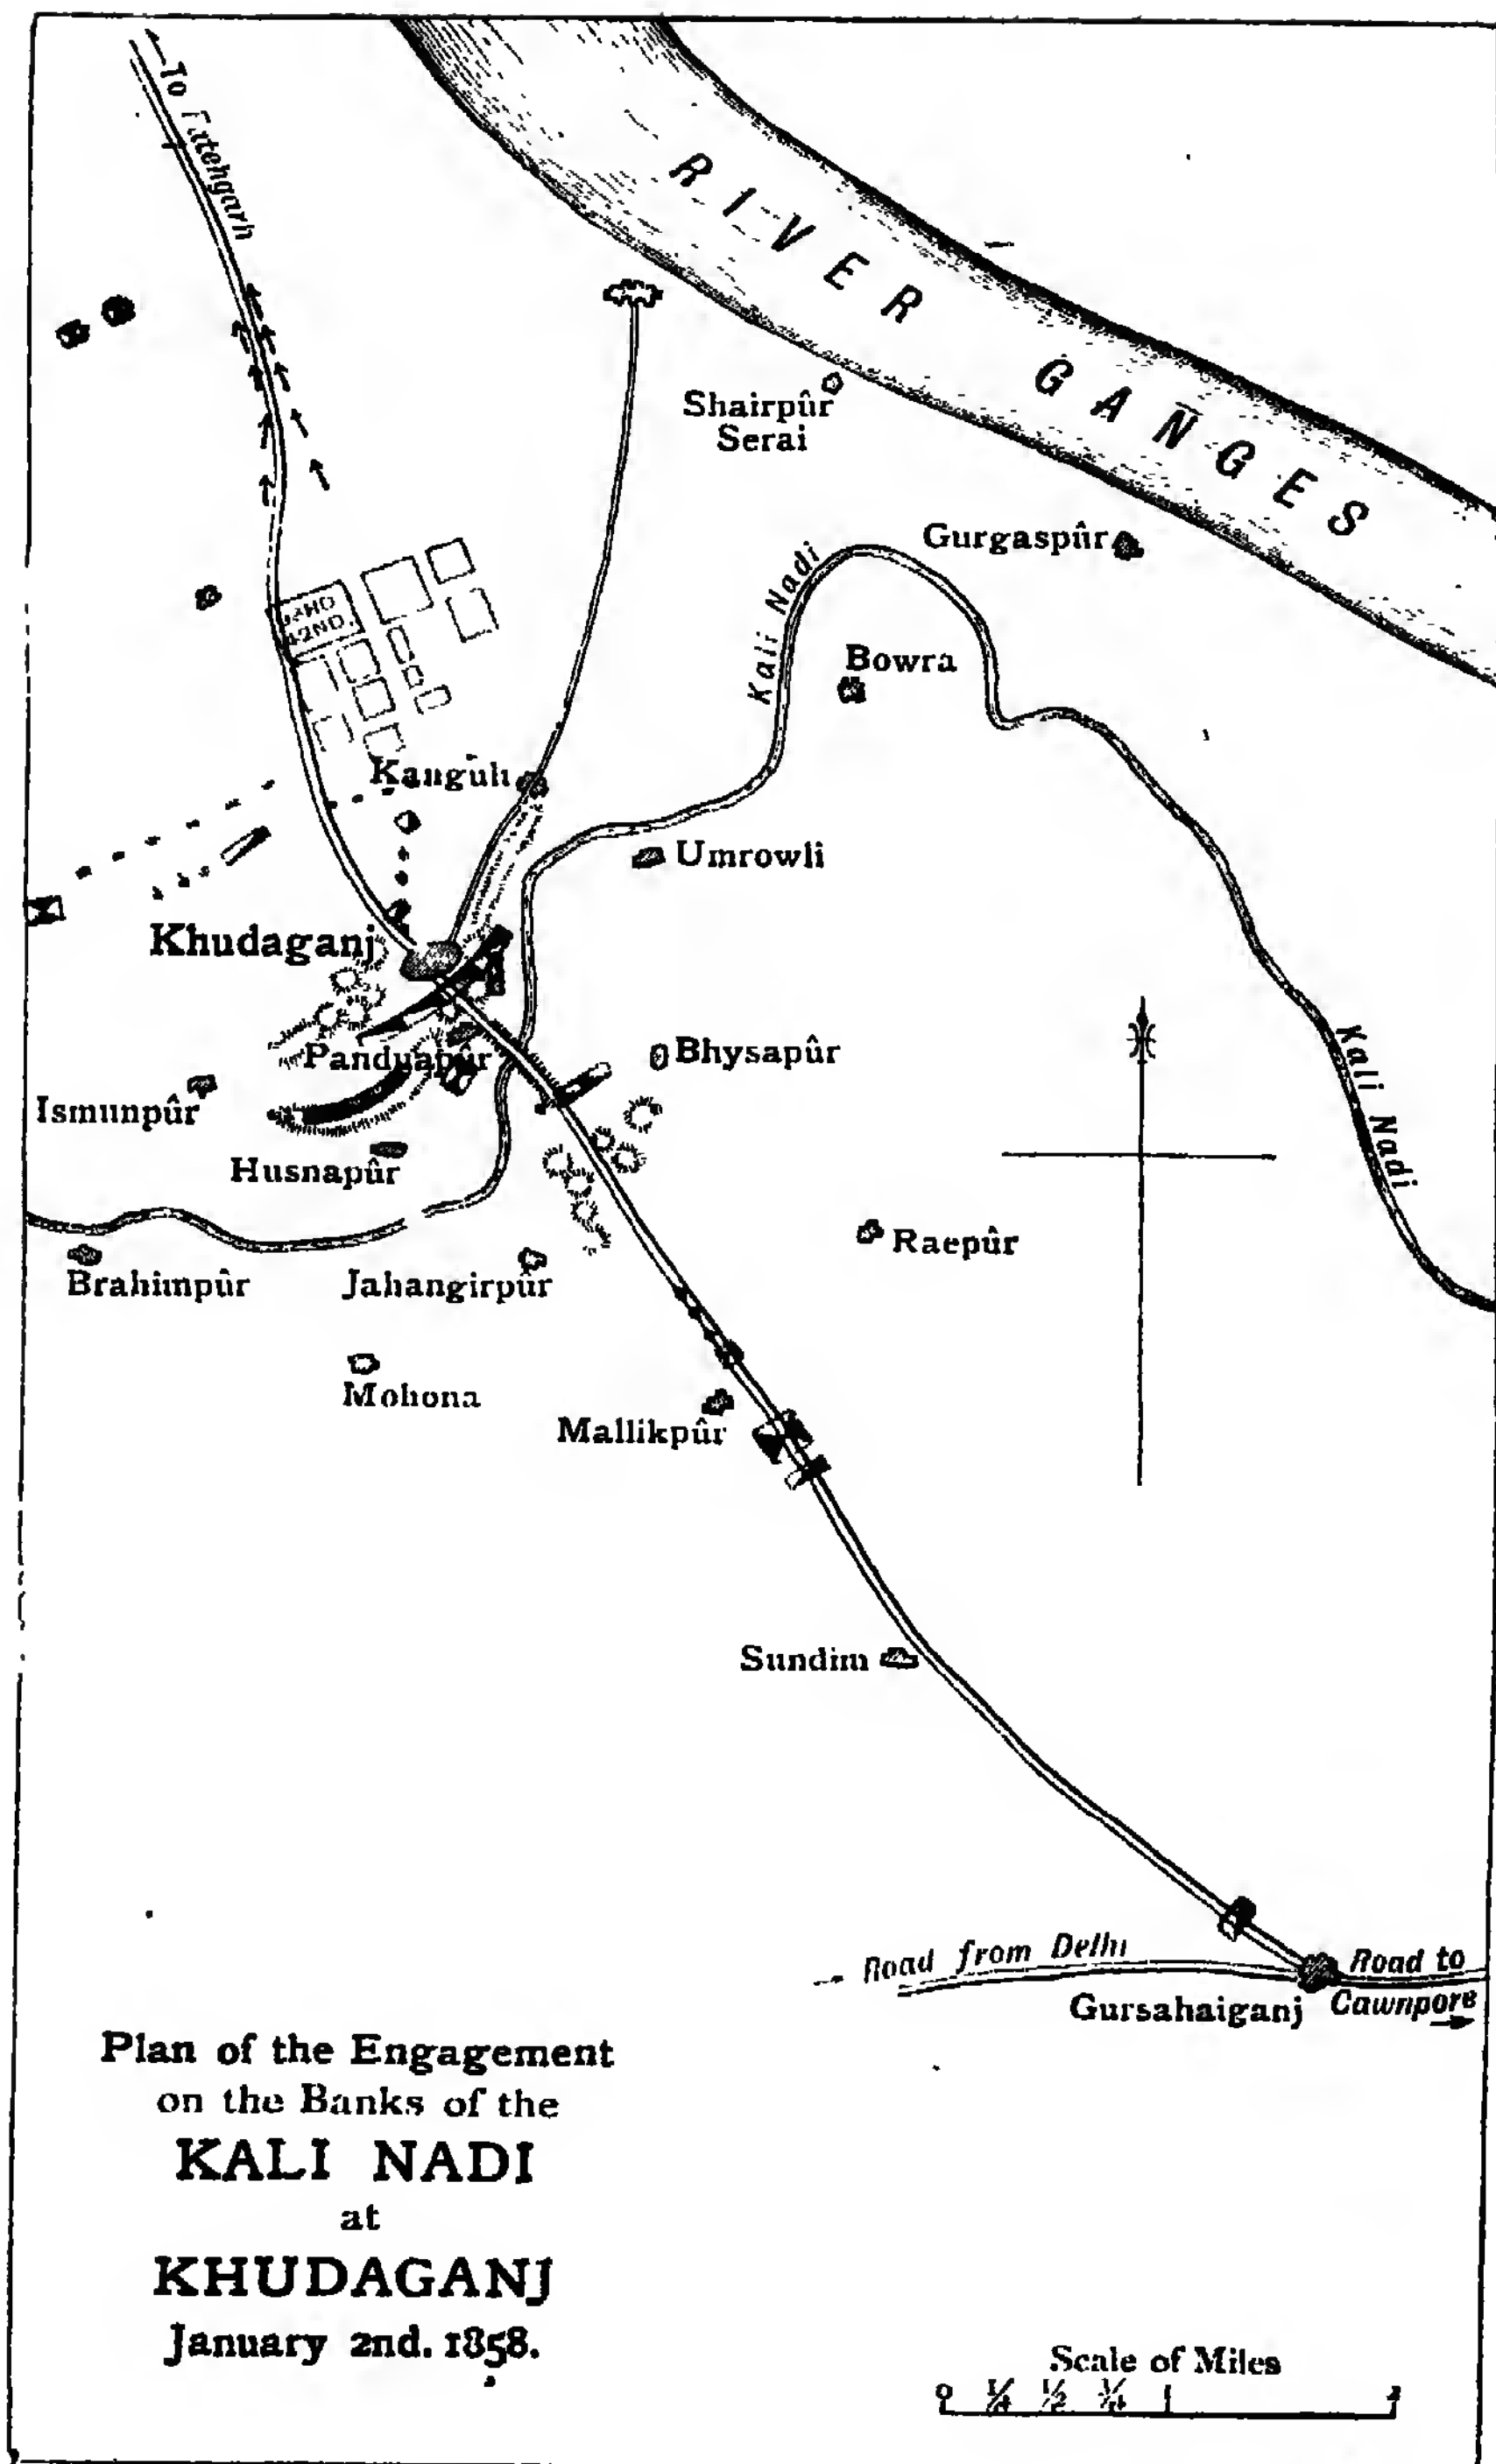 To Fatehgarh
RIVER GANGES
Shairpûr
Serai
Gurgaspûr
Kali Nadi
Bowra
42ND.
Kanguli
Umrowli
Khudaganj
Panduapûr
Bhysapûr
Kali Nadi
Ismunpûr
Husnapûr
Raepûr
Brahimpûr
Jahangirpûr
Mohona
Mallikpûr
Sundim
Road from Delhi
Road to
Cawnpore
Gursahaiganj
Plan of the Engagement
on the Banks of the
KALI NADI
at
KHUDAGANJ
January 2nd. 1858.
Scale of Miles
0 ¼ ½ ¾ 1 2